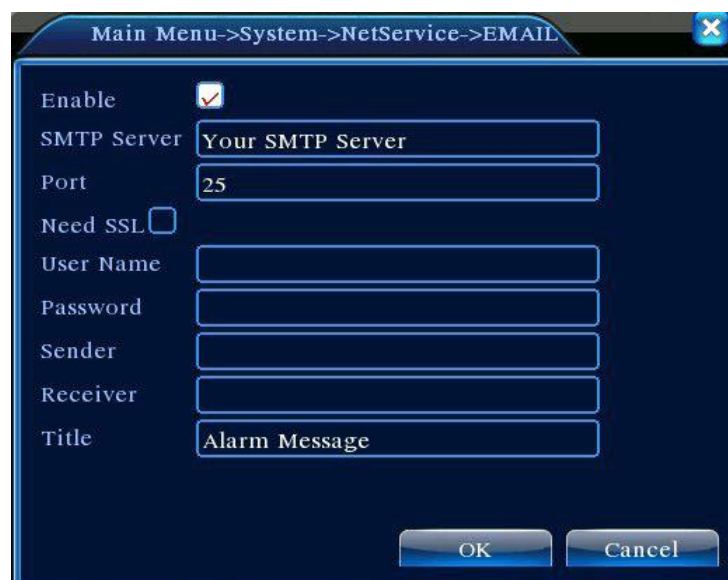 Main Menu->System->NetService->EMAIL
Enable
SMTP Server Your SMTP Server
Port 25
Need SSL
User Name
Password
Sender
Receiver
Title Alarm Message
OK Cancel